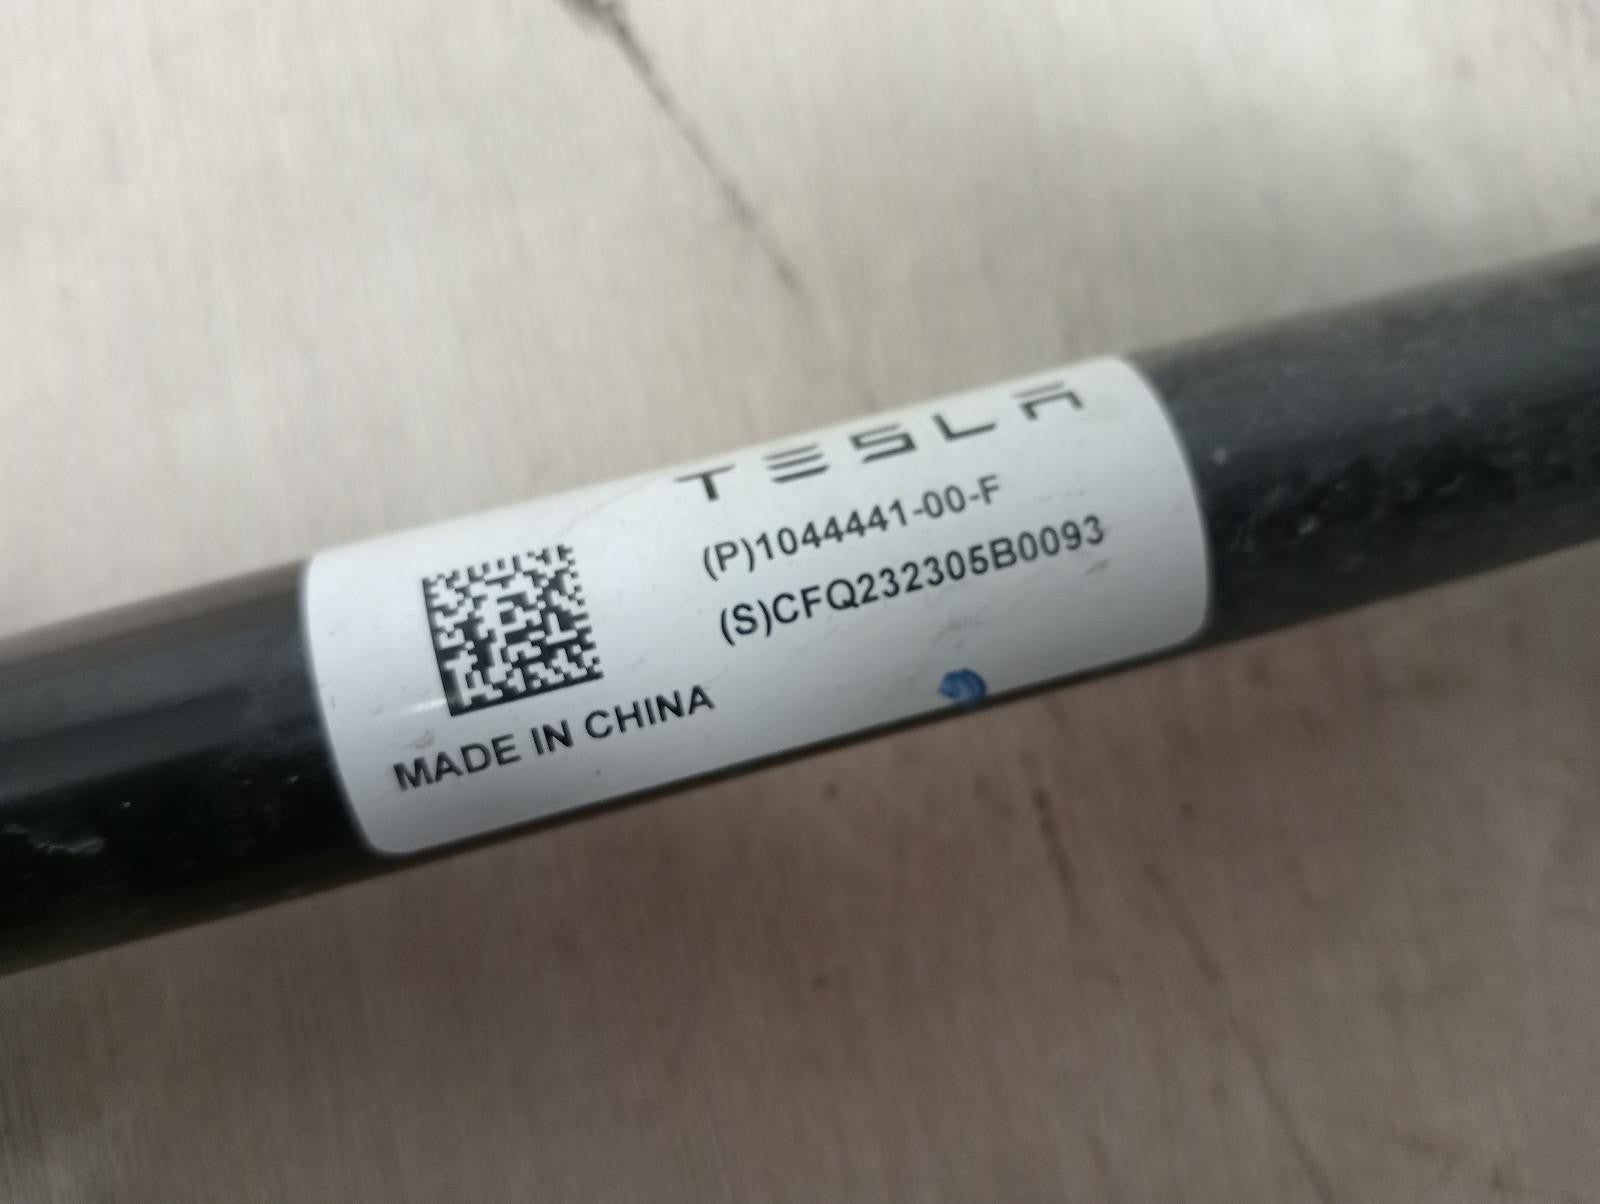 TESLA
(P)1044441-00-F
(S)CFQ232305B0093
MADE IN CHINA